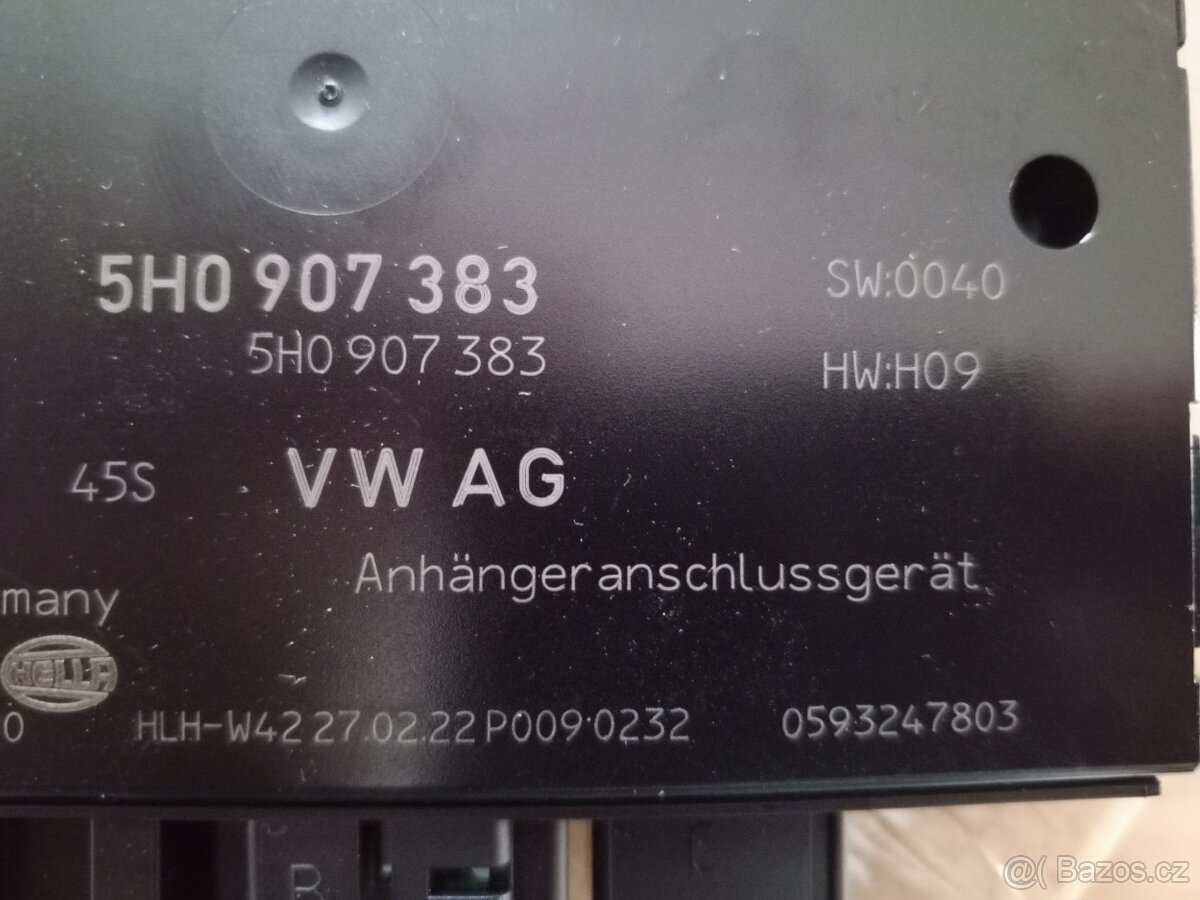 5H0 907 383 SW:0040
5H0 907 383 HW:H09
45S VW AG
Anhängeranschlussgerät
many
HELLA
0 HLH-W42 27.02.22 P009 0232 0593247803
B
@( Bazos.cz